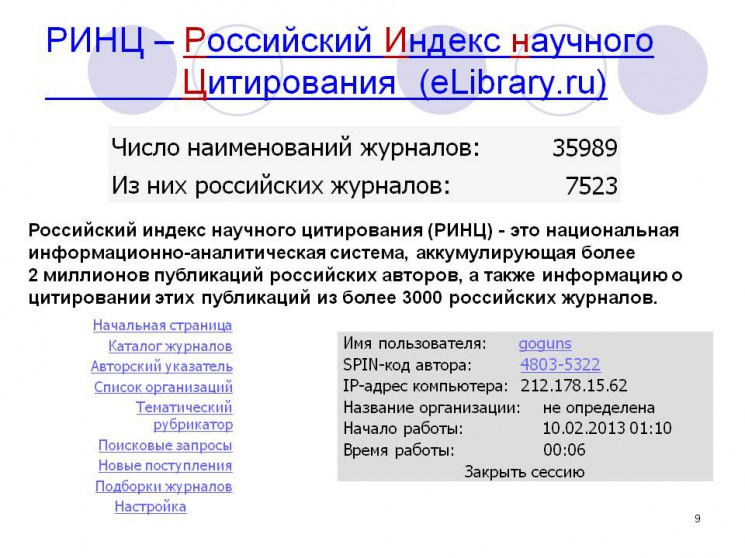 РИНЦ – Российский Индекс научного
Цитирования (eLibrary.ru)
Число наименований журналов: 35989
Из них российских журналов: 7523
Российский индекс научного цитирования (РИНЦ) - это национальная
информационно-аналитическая система, аккумулирующая более
2 миллионов публикаций российских авторов, а также информацию о
цитировании этих публикаций из более 3000 российских журналов.
Начальная страница
Каталог журналов
Авторский указатель
Список организаций
Тематический
рубрикатор
Поисковые запросы
Новые поступления
Подборки журналов
Настройка
Имя пользователя: goguns
SPIN-код автора: 4803-5322
IP-адрес компьютера: 212.178.15.62
Название организации: не определена
Начало работы: 10.02.2013 01:10
Время работы: 00:06
Закрыть сессию
9